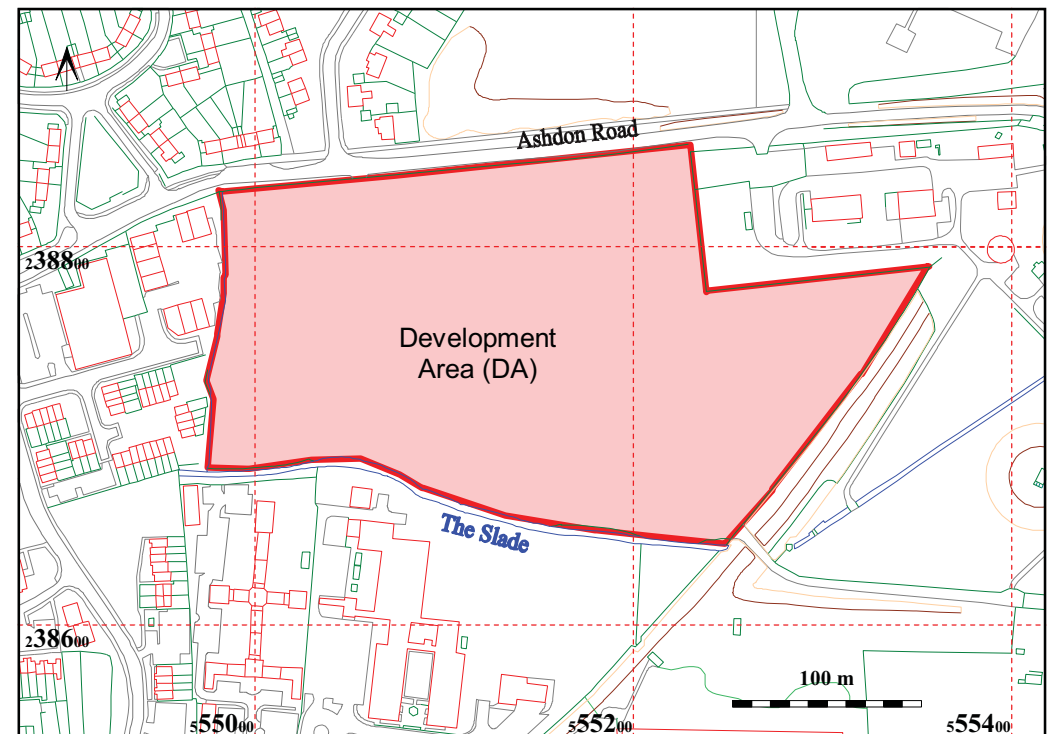 Ashdon Road
238800
Development
Area (DA)
The Slade
238600
100 m
555000
555200
555400